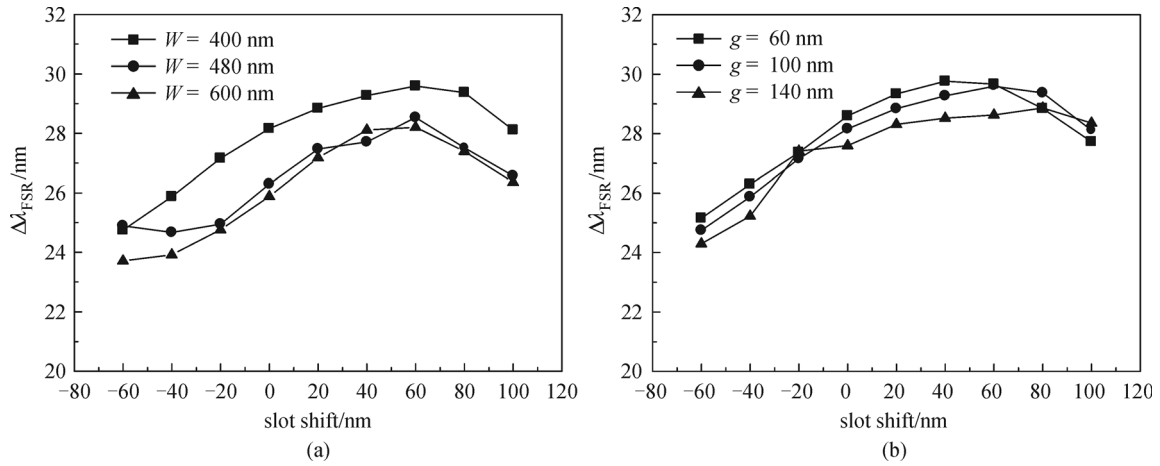 32
30
28
26
24
22
20
ΔλFSR/nm
W = 400 nm
W = 480 nm
W = 600 nm
−80 −60 −40 −20 0 20 40 60 80 100 120
slot shift/nm
(a)
32
30
28
26
24
22
20
ΔλFSR/nm
g = 60 nm
g = 100 nm
g = 140 nm
−80 −60 −40 −20 0 20 40 60 80 100 120
slot shift/nm
(b)